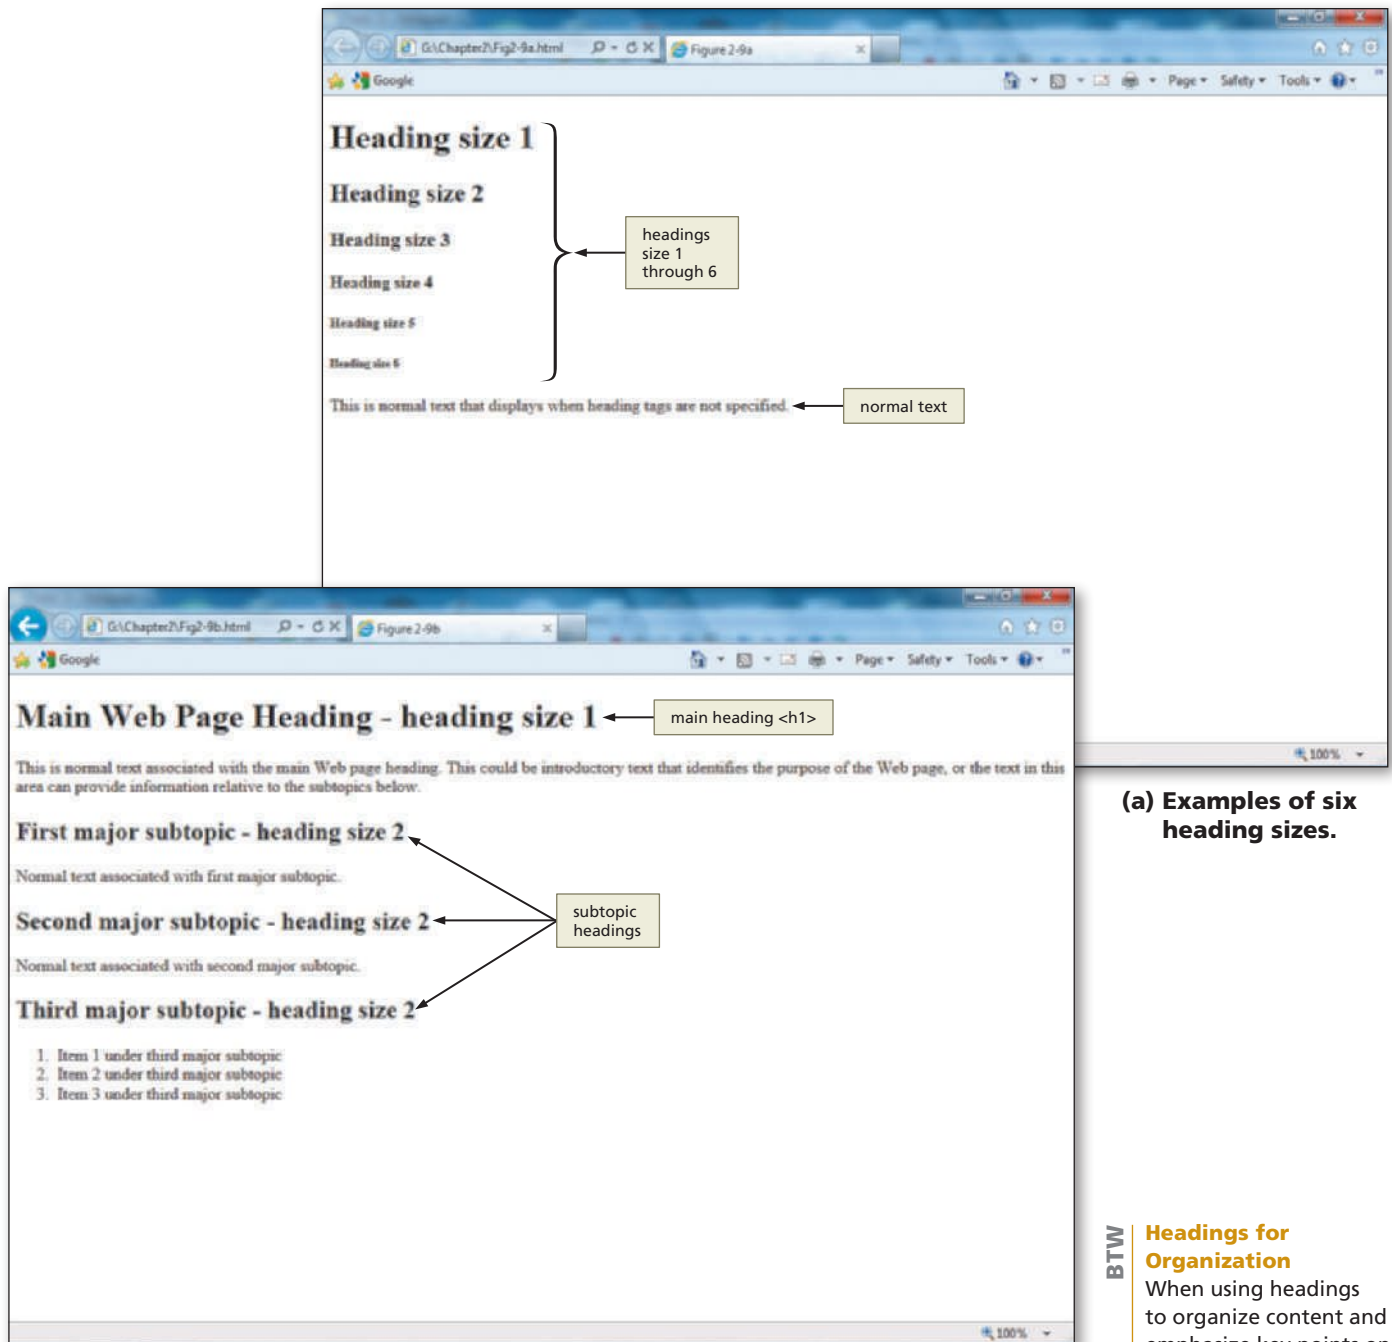 G:\Chapter2\Fig2-9a.html
Figure 2-9a
Google
Page
Safety
Tools
Heading size 1
Heading size 2
Heading size 3
Heading size 4
Heading size 5
Heading size 6
headings
size 1
through 6
This is normal text that displays when heading tags are not specified.
normal text
100%
(a) Examples of six
heading sizes.
G:\Chapter2\Fig2-9b.html
Figure 2-9b
Google
Page
Safety
Tools
Main Web Page Heading - heading size 1
main heading <h1>
This is normal text associated with the main Web page heading. This could be introductory text that identifies the purpose of the Web page, or the text in this
area can provide information relative to the subtopics below.
First major subtopic - heading size 2
Normal text associated with first major subtopic.
Second major subtopic - heading size 2
subtopic
headings
Normal text associated with second major subtopic.
Third major subtopic - heading size 2
1. Item 1 under third major subtopic
2. Item 2 under third major subtopic
3. Item 3 under third major subtopic
100%
BTW
Headings for
Organization
When using headings
to organize content and
emphasize key points on